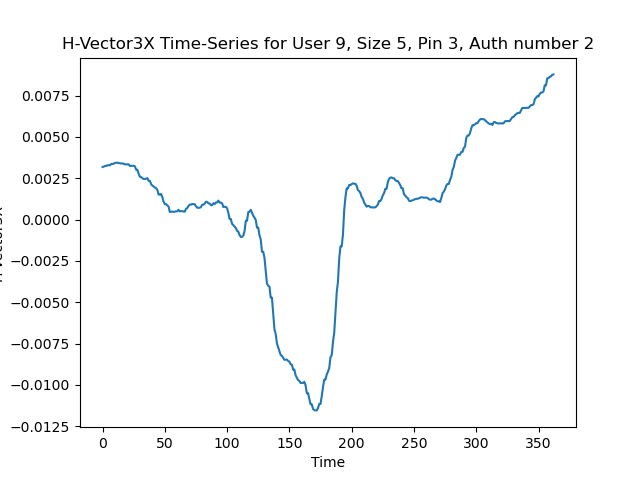 H-Vector3X Time-Series for User 9, Size 5, Pin 3, Auth number 2
0.0075
0.0050
0.0025
0.0000
−0.0025
−0.0050
−0.0075
−0.0100
−0.0125
H-Vector3X
0 50 100 150 200 250 300 350
Time